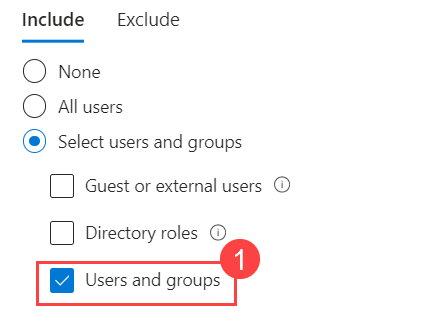 Include Exclude
None
All users
Select users and groups
Guest or external users
Directory roles
1
Users and groups